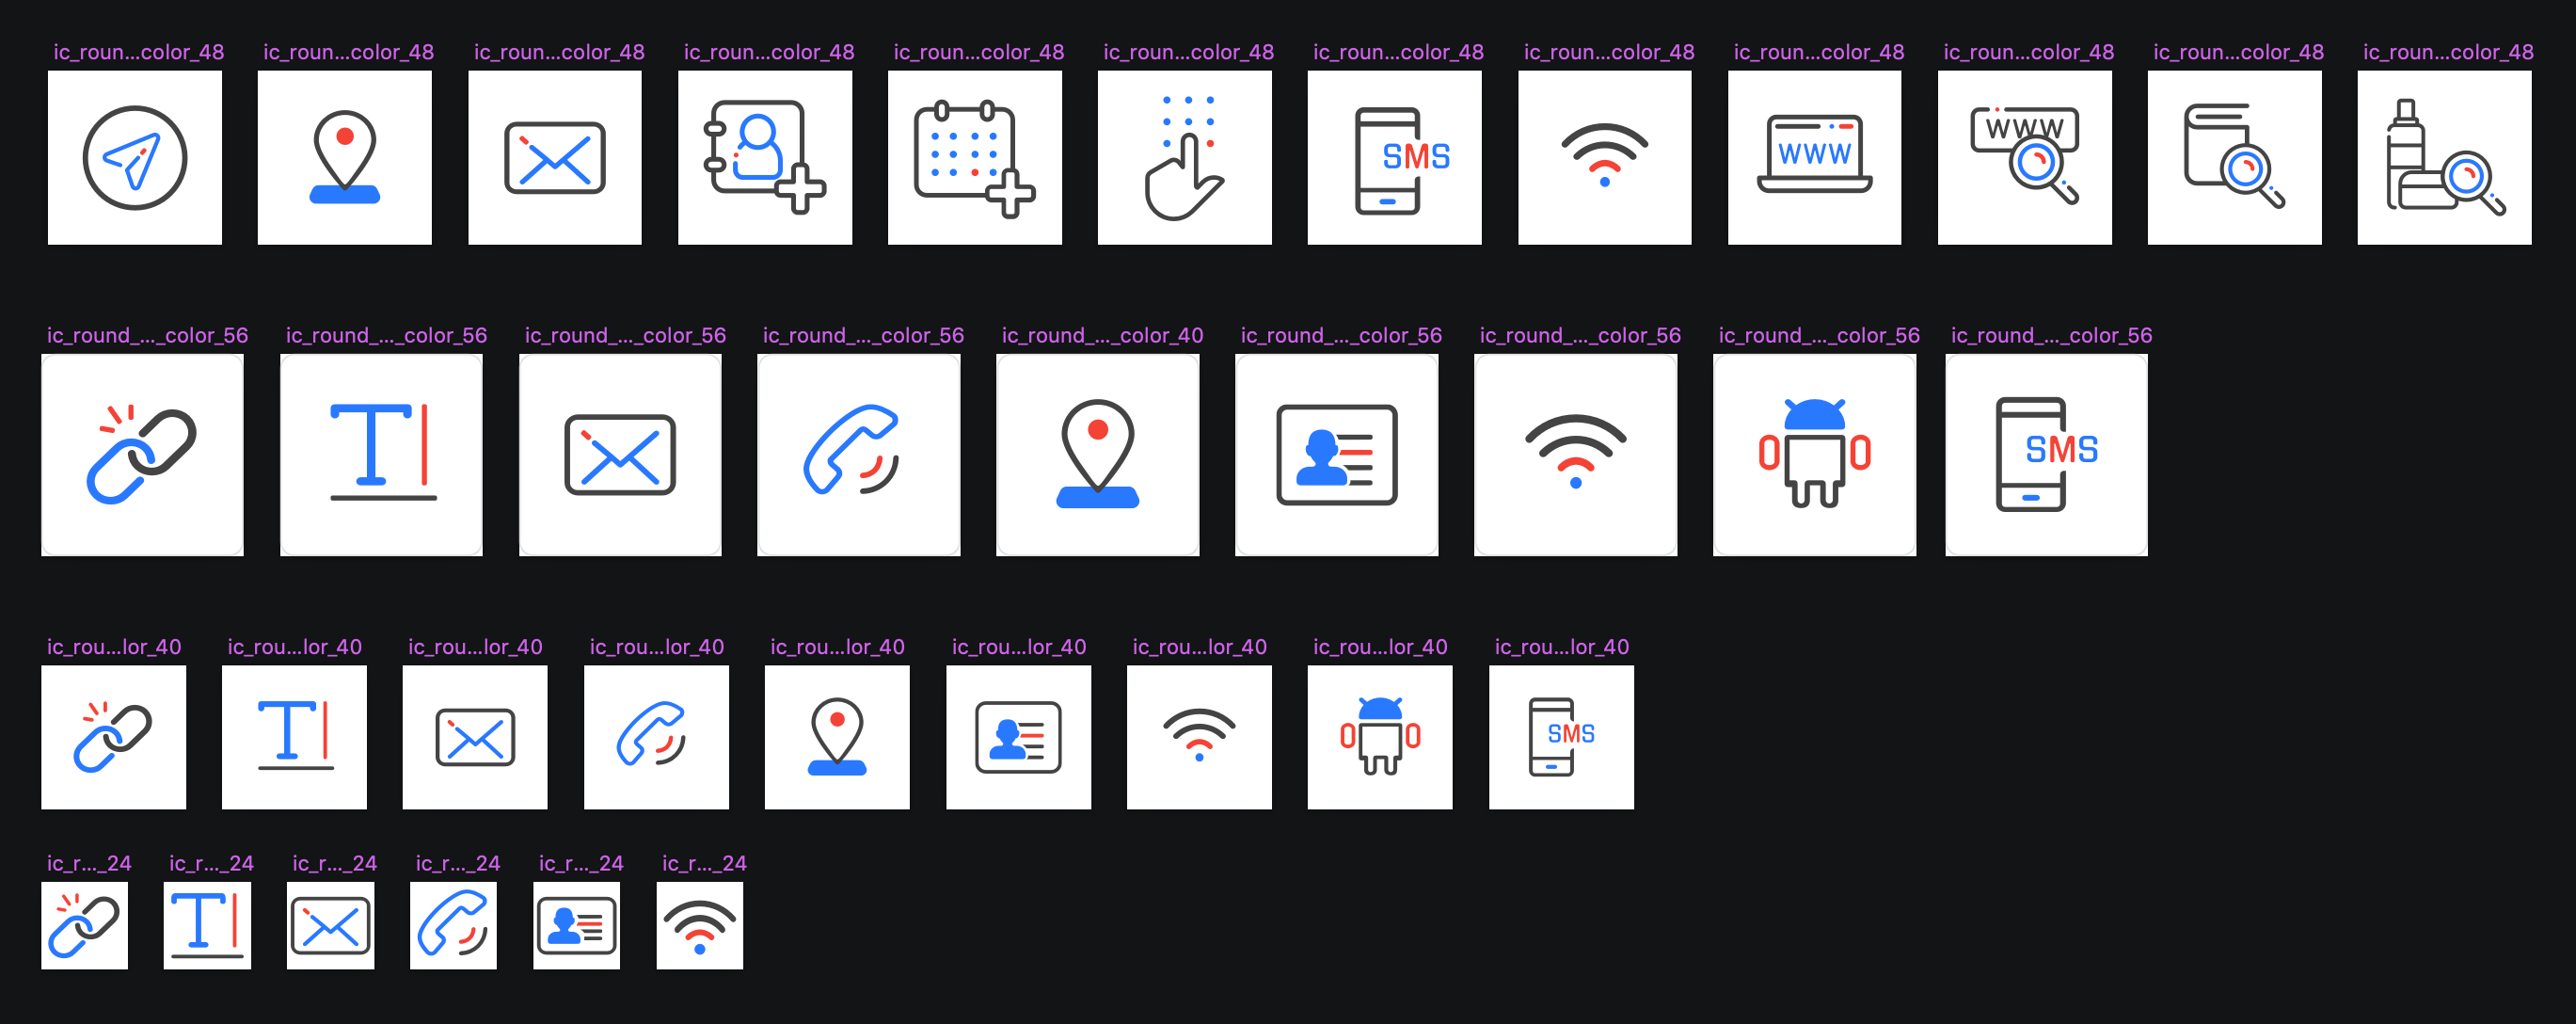 ic_roun...color_48 ic_roun...color_48 ic_roun...color_48 ic_roun...color_48 ic_roun...color_48 ic_roun...color_48 ic_roun...color_48 ic_roun...color_48 ic_roun...color_48 ic_roun...color_48 ic_roun...color_48 ic_roun...color_48
SMS WWW WWW
ic_round_..._color_56 ic_round_..._color_56 ic_round_..._color_56 ic_round_..._color_56 ic_round_..._color_40 ic_round_..._color_56 ic_round_..._color_56 ic_round_..._color_56 ic_round_..._color_56
T SMS
ic_rou...lor_40 ic_rou...lor_40 ic_rou...lor_40 ic_rou...lor_40 ic_rou...lor_40 ic_rou...lor_40 ic_rou...lor_40 ic_rou...lor_40 ic_rou...lor_40
T SMS
ic_r..._24 ic_r..._24 ic_r..._24 ic_r..._24 ic_r..._24 ic_r..._24
T